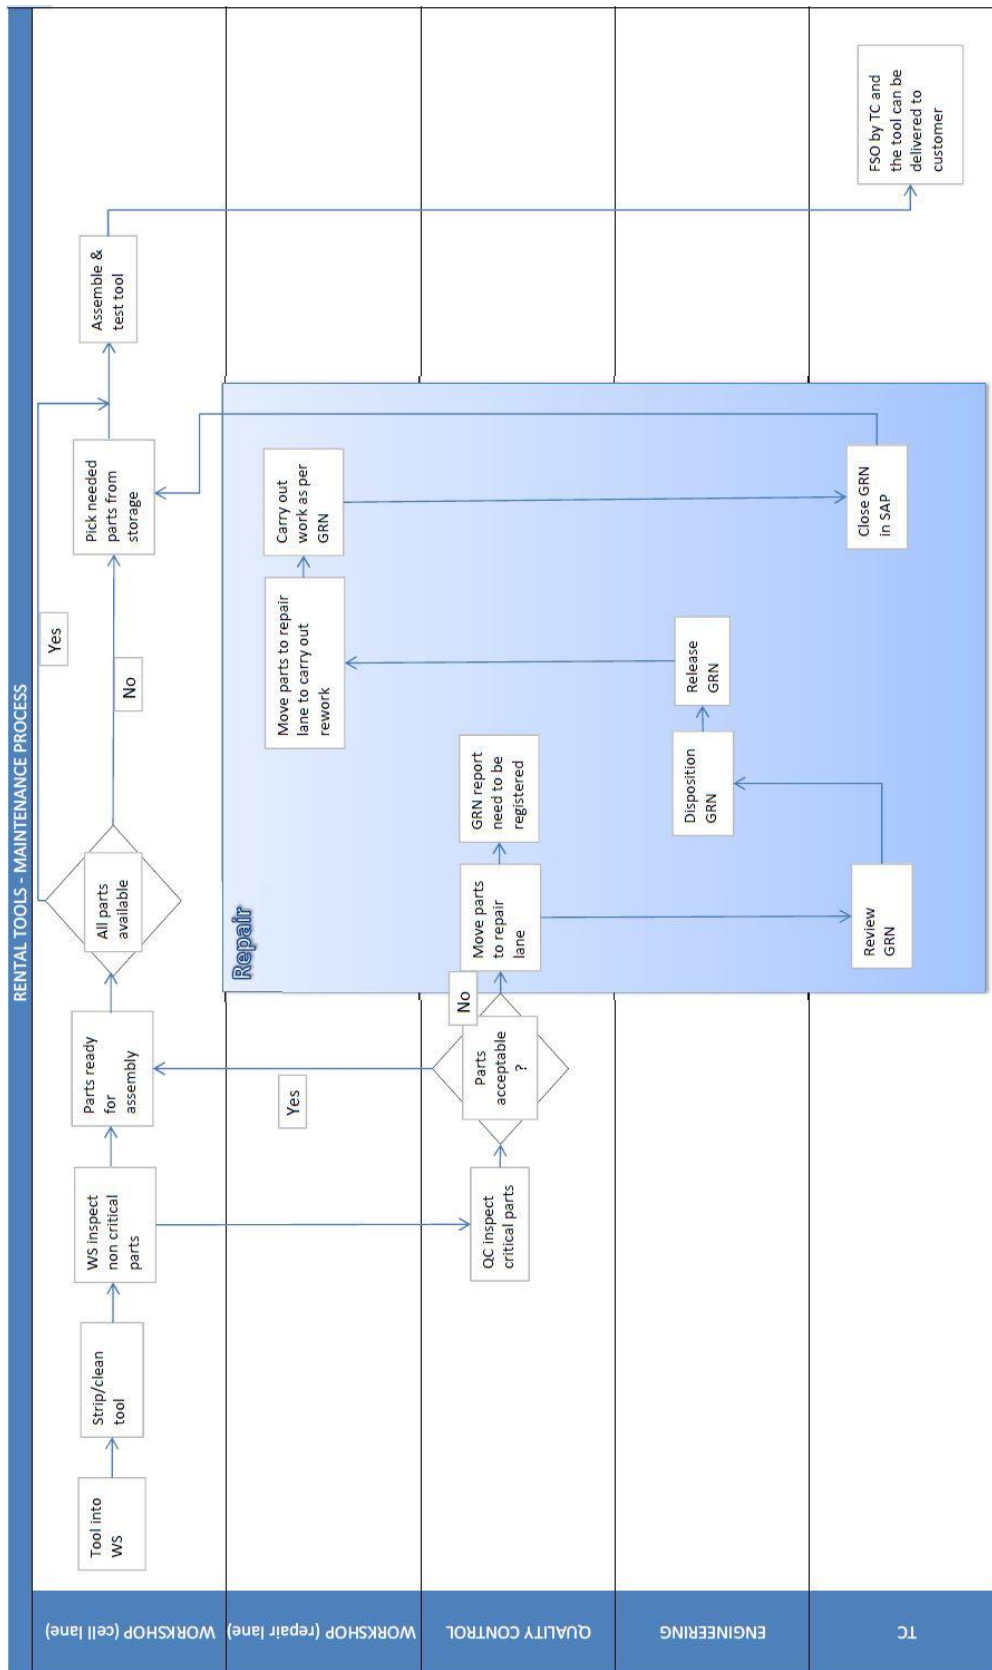 RENTAL TOOLS - MAINTENANCE PROCESS
WORKSHOP (cell lane)
Tool into
WS
Strip/clean
tool
WS inspect
non critical
parts
Parts ready
for
assembly
All parts
available
Yes
No
Pick needed
parts from
storage
Assemble &
test tool
WORKSHOP (repair lane)
Yes
Repair
Move parts to repair
lane to carry out
rework
Carry out
work as per
GRN
QUALITY CONTROL
QC inspect
critical parts
Parts
acceptable
?
No
Move parts
to repair
lane
GRN report
need to be
registered
ENGINEERING
Disposition
GRN
Release
GRN
TC
Review
GRN
Close GRN
in SAP
FSO by TC and
the tool can be
delivered to
customer